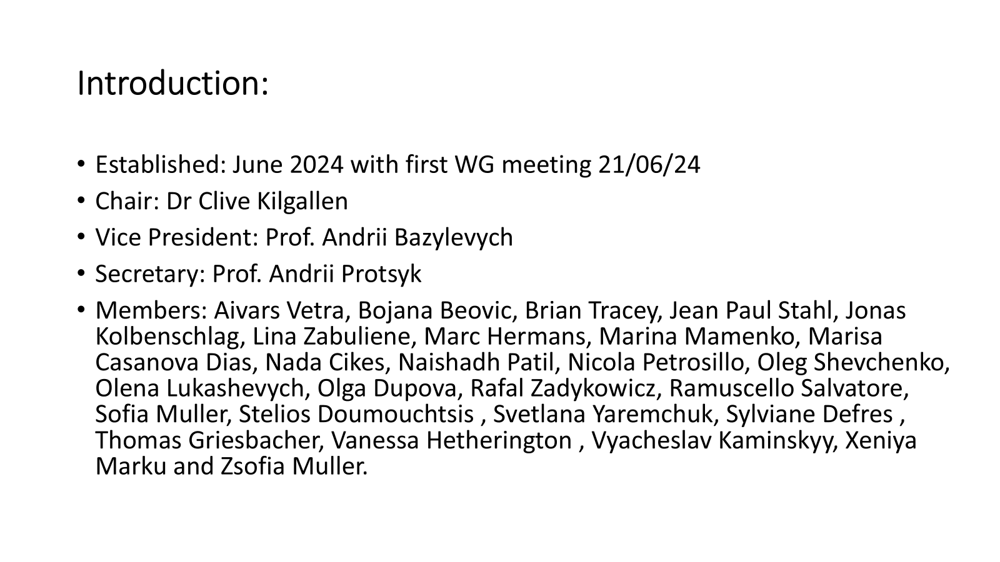 Introduction:
• Established: June 2024 with first WG meeting 21/06/24
• Chair: Dr Clive Kilgallen
• Vice President: Prof. Andrii Bazylevych
• Secretary: Prof. Andrii Protsyk
• Members: Aivars Vetra, Bojana Beovic, Brian Tracey, Jean Paul Stahl, Jonas
Kolbenschlag, Lina Zabuliene, Marc Hermans, Marina Mamenko, Marisa
Casanova Dias, Nada Cikes, Naishadh Patil, Nicola Petrosillo, Oleg Shevchenko,
Olena Lukashevych, Olga Dupova, Rafal Zadykowicz, Ramuscello Salvatore,
Sofia Muller, Stelios Doumouchtsis , Svetlana Yaremchuk, Sylviane Defres ,
Thomas Griesbacher, Vanessa Hetherington , Vyacheslav Kaminskyy, Xeniya
Marku and Zsofia Muller.